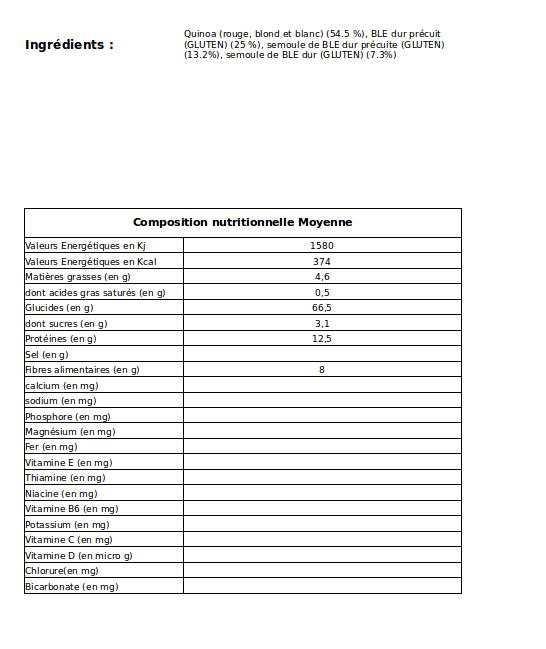 Ingrédients :
Quinoa (rouge, blond et blanc) (54.5 %), BLE dur précuit
(GLUTEN) (25 %), semoule de BLE dur précuite (GLUTEN)
(13.2%), semoule de BLE dur (GLUTEN) (7.3%)
Composition nutritionnelle Moyenne
Valeurs Energétiques en Kj 1580
Valeurs Energétiques en Kcal 374
Matières grasses (en g) 4,6
dont acides gras saturés (en g) 0,5
Glucides (en g) 66,5
dont sucres (en g) 3,1
Protéines (en g) 12,5
Sel (en g)
Fibres alimentaires (en g) 8
calcium (en mg)
sodium (en mg)
Phosphore (en mg)
Magnésium (en mg)
Fer (en mg)
Vitamine E (en mg)
Thiamine (en mg)
Niacine (en mg)
Vitamine B6 (en mg)
Potassium (en mg)
Vitamine C (en mg)
Vitamine D (en micro g)
Chlorure(en mg)
Bicarbonate (en mg)